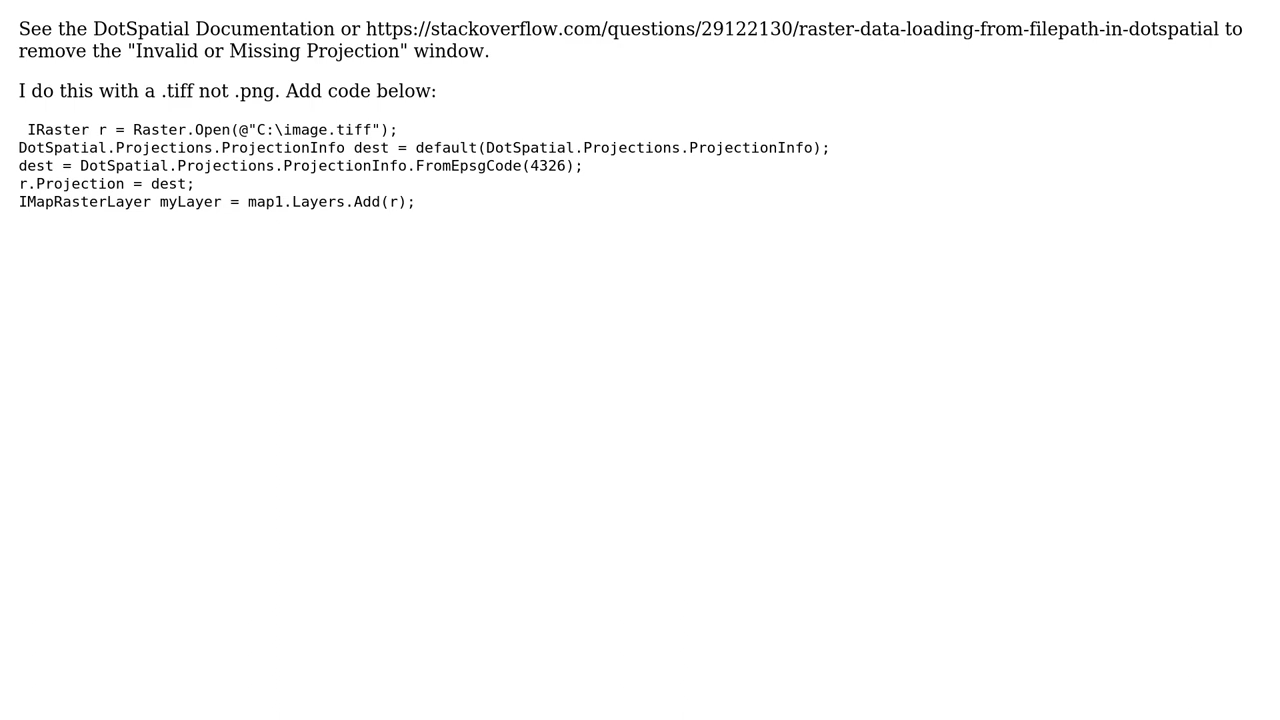 See the DotSpatial Documentation or https://stackoverflow.com/questions/29122130/raster-data-loading-from-filepath-in-dotspatial to
remove the "Invalid or Missing Projection" window.
I do this with a .tiff not .png. Add code below:
 IRaster r = Raster.Open(@"C:\image.tiff");
DotSpatial.Projections.ProjectionInfo dest = default(DotSpatial.Projections.ProjectionInfo);
dest = DotSpatial.Projections.ProjectionInfo.FromEpsgCode(4326);
r.Projection = dest;
IMapRasterLayer myLayer = map1.Layers.Add(r);